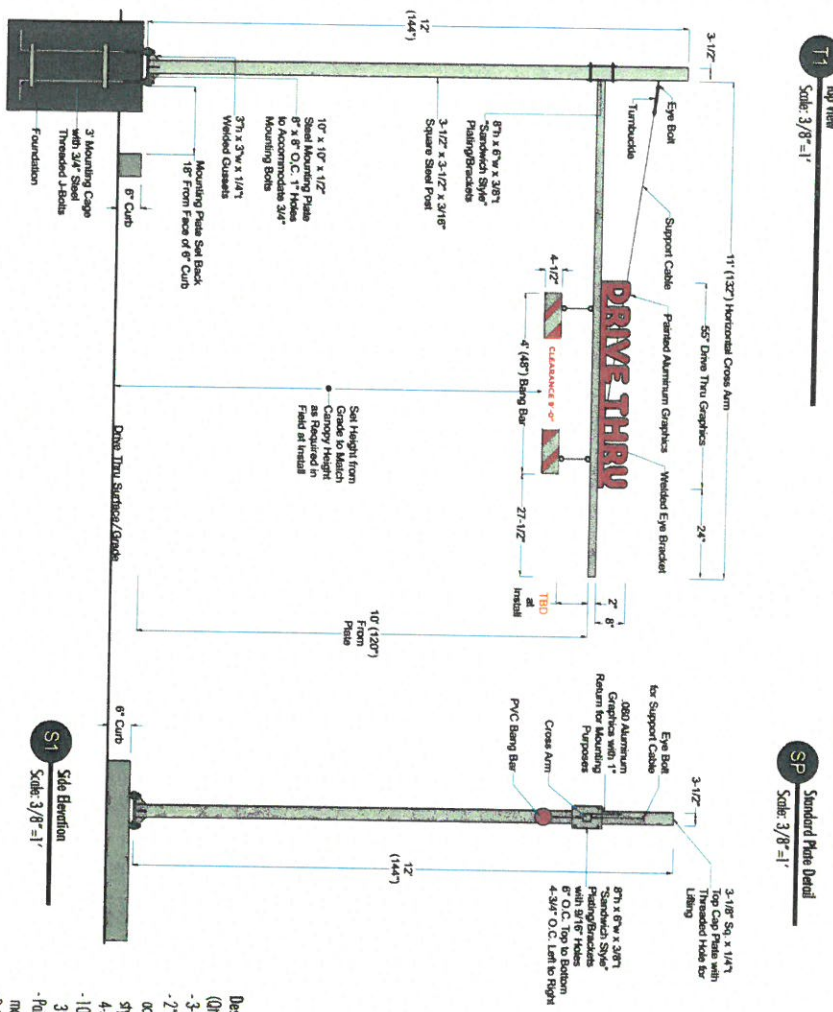 T1
Top View
Scale: 3/8"=1'
SP
Standard Plate Detail
Scale: 3/8"=1'
3-1/2"
11' (132") Horizontal Cross Arm
55" Drive Thru Graphics
24"
Eye Bolt
Turnbuckle
Support Cable
Painted Aluminum Graphics
Welded Eye Bracket
DRIVE THRU
2"
8"
TBD
at
Install
8"h x 6"w x 3/8"t
"Sandwich Style"
Plating/Brackets
4-1/2"
CLEARANCE 9'-0"
4' (48") Bang Bar
27-1/2"
12'
(144")
3-1/2" x 3-1/2" x 3/16"
Square Steel Post
10" x 10" x 1/2"
Steel Mounting Plate
8" x 8" O.C. 1" Holes
to Accommodate 3/4"
Mounting Bolts
3"h x 3"w x 1/4"t
Welded Gussets
Mounting Plate Set Back
18" From Face of 6" Curb
6" Curb
3' Mounting Cage
with 3/4" Steel
Threaded J-Bolts
Foundation
Set Height from
Grade to Match
Canopy Height
as Required in
Field at Install
Drive Thru Surface/Grade
10' (120")
From
Plate
3-1/2"
Eye Bolt
for Support Cable
.080 Aluminum
Graphics with 1"
Return for Mounting
Purposes
Cross Arm
PVC Bang Bar
3-1/8" Sq. x 1/4"t
Top Cap Plate with
Threaded Hole for
Lifting
8"h x 6"w x 3/8"t
"Sandwich Style"
Plating/Brackets
with 9/16" Holes
6" O.C. Top to Bottom
4-3/4" O.C. Left to Right
12'
(144")
6" Curb
S1
Side Elevation
Scale: 3/8"=1'